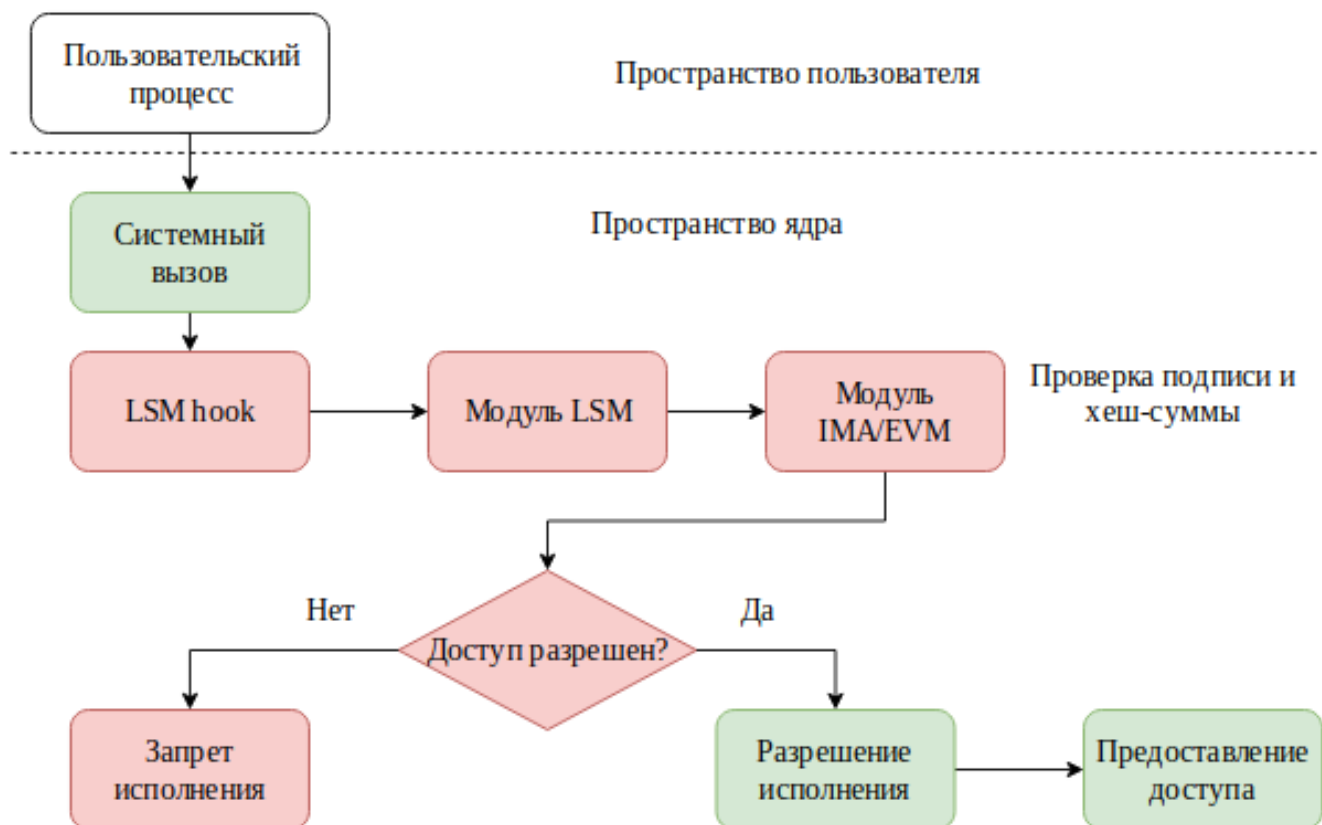 Пользовательский
процесс
Пространство пользователя
Системный
вызов
Пространство ядра
LSM hook
Модуль LSM
Модуль
IMA/EVM
Проверка подписи и
хеш-суммы
Нет
Да
Доступ разрешен?
Запрет
исполнения
Разрешение
исполнения
Предоставление
доступа